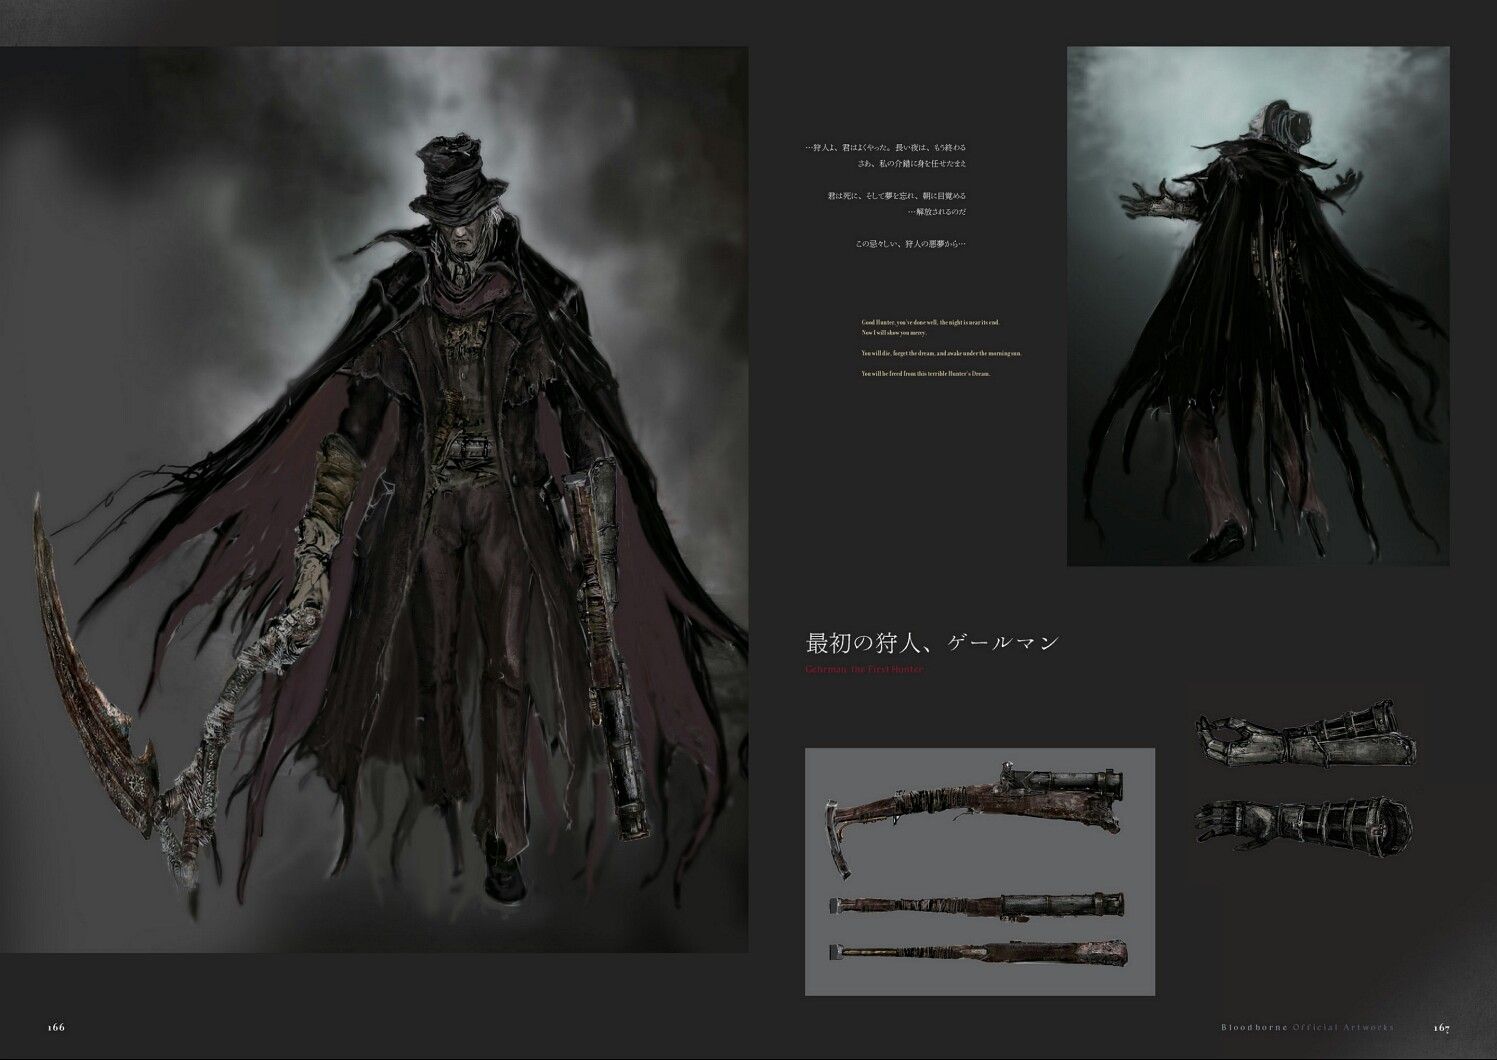 …狩人よ、君はよくやった。長い夜は、もう終わる
さあ、私の介錯に身を任せたまえ
君は死に、そして夢を忘れ、朝に目覚める
…解放されるのだ
この忌々しい、狩人の悪夢から…
Good Hunter, you've done well, the night is near its end.
Now I will show you mercy.
You will die, forget the dream, and awake under the morning sun.
You will be freed from this terrible Hunter's Dream.
最初の狩人、ゲールマン
Gehrman, the First Hunter
166
Bloodborne Official Artworks
167